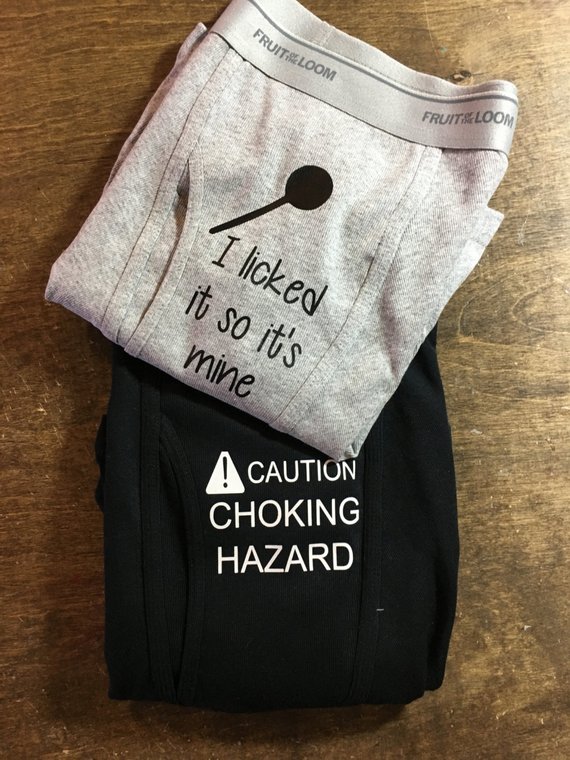 FRUIT OF THE LOOM
FRUIT OF THE LOOM
I licked
it so it's
mine
! CAUTION
CHOKING
HAZARD